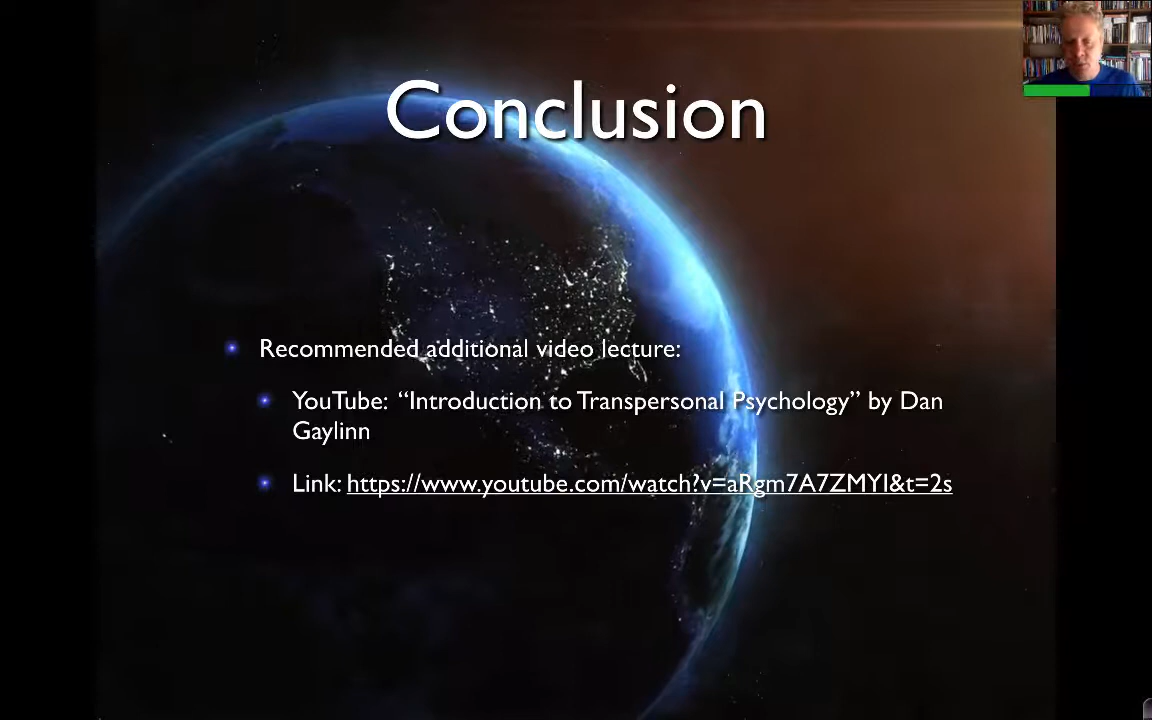 Conclusion
Recommended additional video lecture:
YouTube: “Introduction to Transpersonal Psychology” by Dan
Gaylinn
Link: https://www.youtube.com/watch?v=aRgm7A7ZMYI&t=2s